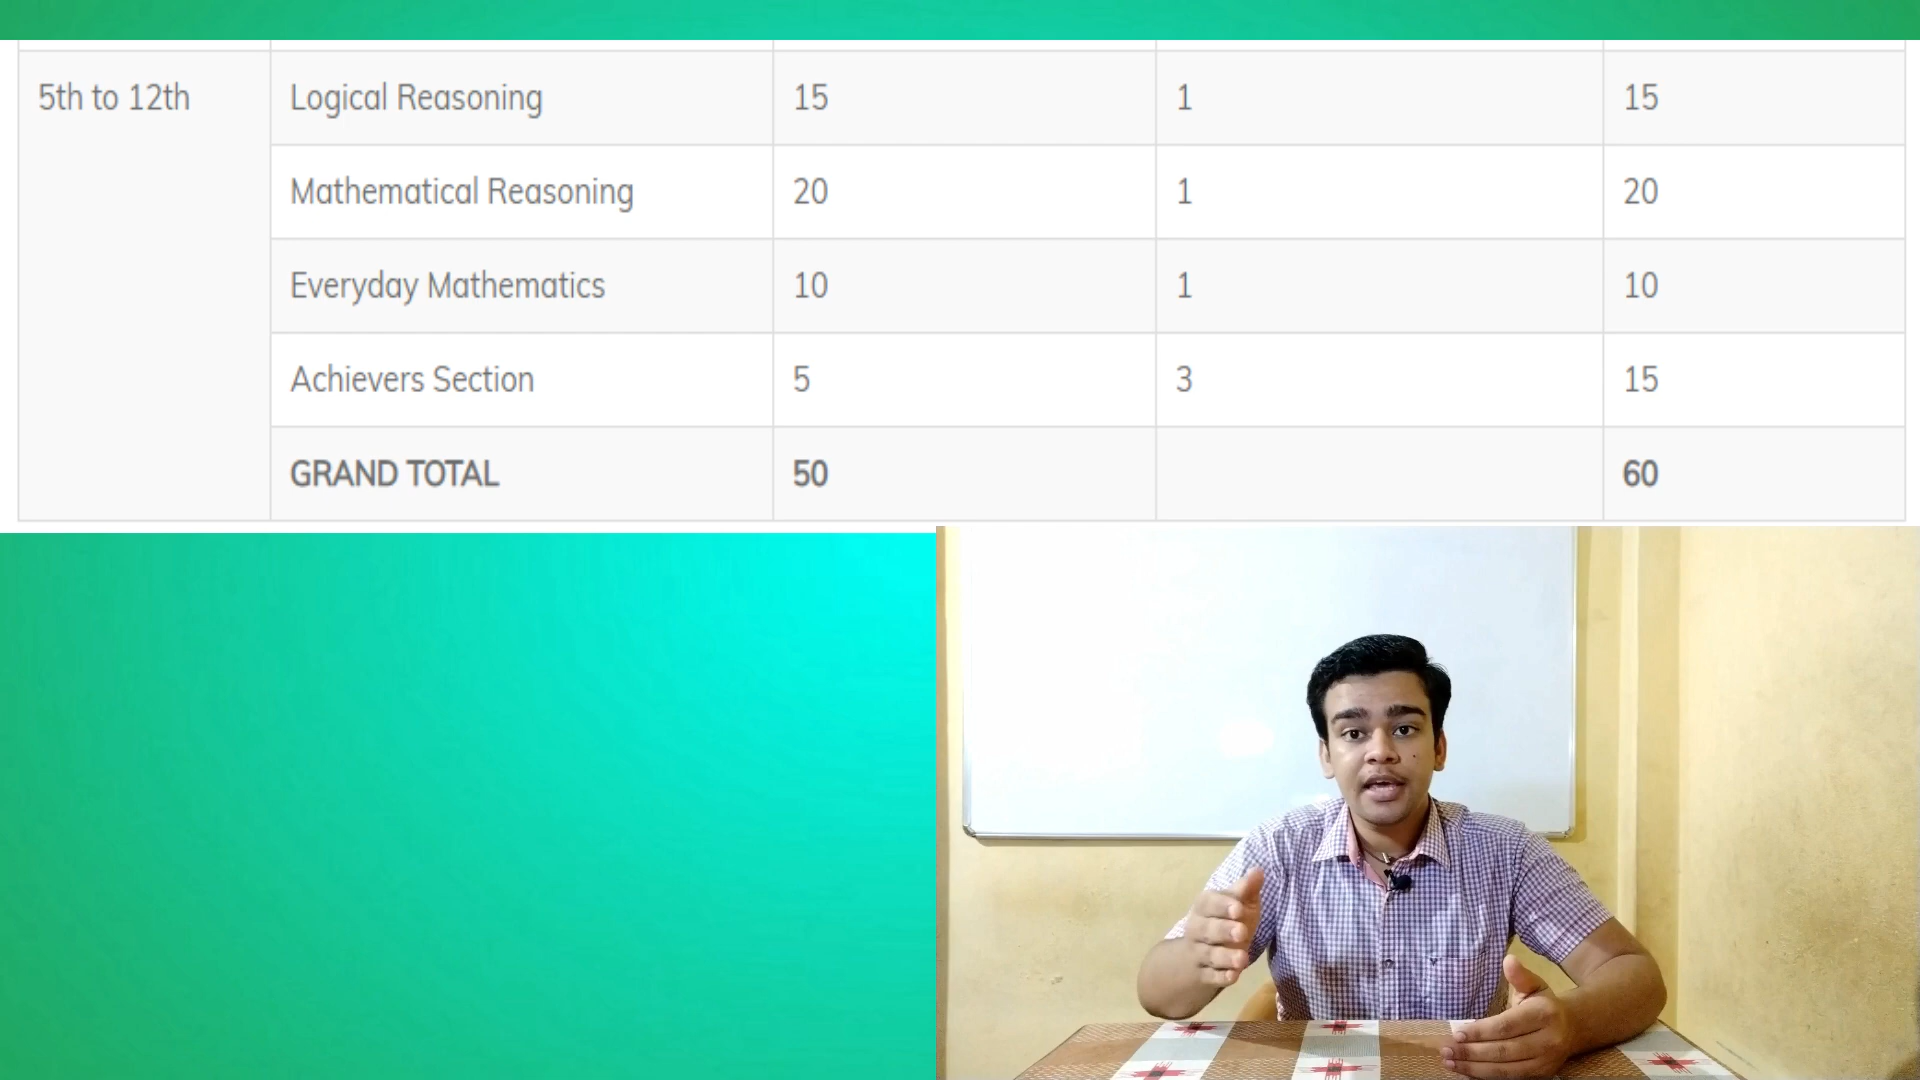 5th to 12th Logical Reasoning 15 1 15
Mathematical Reasoning 20 1 20
Everyday Mathematics 10 1 10
Achievers Section 5 3 15
GRAND TOTAL 50 60